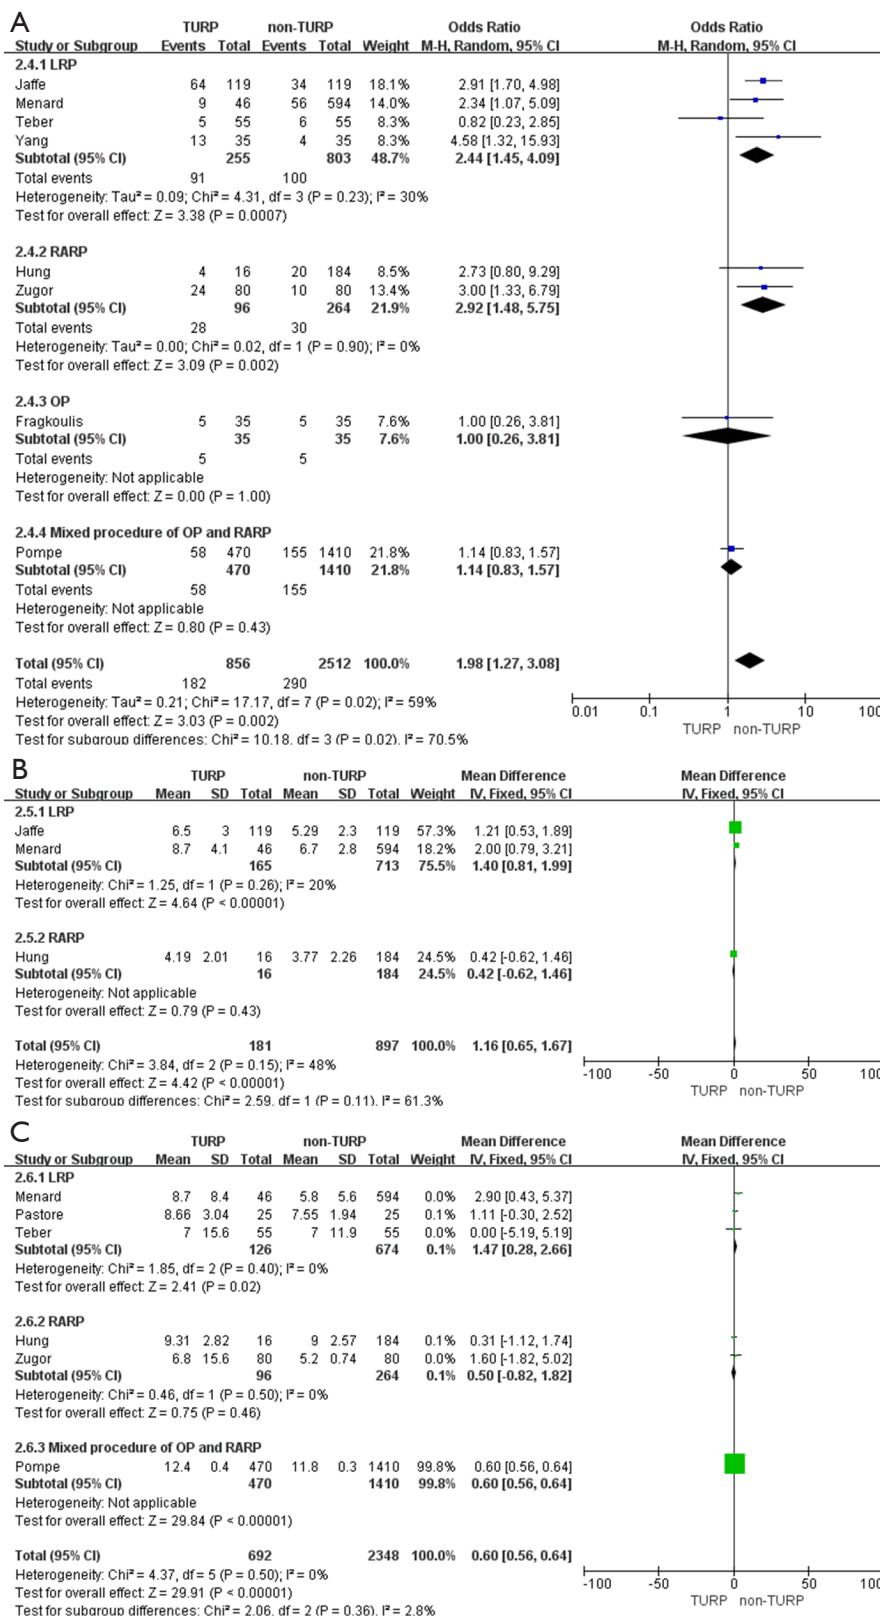 A
TURP non-TURP Odds Ratio Odds Ratio
Study or Subgroup Events Total Events Total Weight M-H, Random, 95% CI M-H, Random, 95% CI
2.4.1 LRP
Jaffe 64 119 34 119 18.1% 2.91 [1.70, 4.98]
Menard 9 46 56 594 14.0% 2.34 [1.07, 5.09]
Teber 5 55 6 55 8.3% 0.82 [0.23, 2.85]
Yang 13 35 4 35 8.3% 4.58 [1.32, 15.93]
Subtotal (95% CI) 255 803 48.7% 2.44 [1.45, 4.09]
Total events 91 100
Heterogeneity: Tau² = 0.09; Chi² = 4.31, df = 3 (P = 0.23); I² = 30%
Test for overall effect: Z = 3.38 (P = 0.0007)
2.4.2 RARP
Hung 4 16 20 184 8.5% 2.73 [0.80, 9.29]
Zugor 24 80 10 80 13.4% 3.00 [1.33, 6.79]
Subtotal (95% CI) 96 264 21.9% 2.92 [1.48, 5.75]
Total events 28 30
Heterogeneity: Tau² = 0.00; Chi² = 0.02, df = 1 (P = 0.90); I² = 0%
Test for overall effect: Z = 3.09 (P = 0.002)
2.4.3 OP
Fragkoulis 5 35 5 35 7.6% 1.00 [0.26, 3.81]
Subtotal (95% CI) 35 35 7.6% 1.00 [0.26, 3.81]
Total events 5 5
Heterogeneity: Not applicable
Test for overall effect: Z = 0.00 (P = 1.00)
2.4.4 Mixed procedure of OP and RARP
Pompe 58 470 155 1410 21.8% 1.14 [0.83, 1.57]
Subtotal (95% CI) 470 1410 21.8% 1.14 [0.83, 1.57]
Total events 58 155
Heterogeneity: Not applicable
Test for overall effect: Z = 0.80 (P = 0.43)
Total (95% CI) 856 2512 100.0% 1.98 [1.27, 3.08]
Total events 182 290
Heterogeneity: Tau² = 0.21; Chi² = 17.17, df = 7 (P = 0.02); I² = 59%
Test for overall effect: Z = 3.03 (P = 0.002)
Test for subgroup differences: Chi² = 10.18, df = 3 (P = 0.02), I² = 70.5%
0.01 0.1 1 10 100
TURP non-TURP
B
TURP non-TURP Mean Difference Mean Difference
Study or Subgroup Mean SD Total Mean SD Total Weight IV, Fixed, 95% CI IV, Fixed, 95% CI
2.5.1 LRP
Jaffe 6.5 3 119 5.29 2.3 119 57.3% 1.21 [0.53, 1.89]
Menard 8.7 4.1 46 6.7 2.8 594 18.2% 2.00 [0.79, 3.21]
Subtotal (95% CI) 165 713 75.5% 1.40 [0.81, 1.99]
Heterogeneity: Chi² = 1.25, df = 1 (P = 0.26); I² = 20%
Test for overall effect: Z = 4.64 (P < 0.00001)
2.5.2 RARP
Hung 4.19 2.01 16 3.77 2.26 184 24.5% 0.42 [-0.62, 1.46]
Subtotal (95% CI) 16 184 24.5% 0.42 [-0.62, 1.46]
Heterogeneity: Not applicable
Test for overall effect: Z = 0.79 (P = 0.43)
Total (95% CI) 181 897 100.0% 1.16 [0.65, 1.67]
Heterogeneity: Chi² = 3.84, df = 2 (P = 0.15); I² = 48%
Test for overall effect: Z = 4.42 (P < 0.00001)
Test for subgroup differences: Chi² = 2.59, df = 1 (P = 0.11), I² = 61.3%
-100 -50 0 50 100
TURP non-TURP
C
TURP non-TURP Mean Difference Mean Difference
Study or Subgroup Mean SD Total Mean SD Total Weight IV, Fixed, 95% CI IV, Fixed, 95% CI
2.6.1 LRP
Menard 8.7 8.4 46 5.8 5.6 594 0.0% 2.90 [0.43, 5.37]
Pastore 8.66 3.04 25 7.55 1.94 25 0.1% 1.11 [-0.30, 2.52]
Teber 7 15.6 55 7 11.9 55 0.0% 0.00 [-5.19, 5.19]
Subtotal (95% CI) 126 674 0.1% 1.47 [0.28, 2.66]
Heterogeneity: Chi² = 1.85, df = 2 (P = 0.40); I² = 0%
Test for overall effect: Z = 2.41 (P = 0.02)
2.6.2 RARP
Hung 9.31 2.82 16 9 2.57 184 0.1% 0.31 [-1.12, 1.74]
Zugor 6.8 15.6 80 5.2 0.74 80 0.0% 1.60 [-1.82, 5.02]
Subtotal (95% CI) 96 264 0.1% 0.50 [-0.82, 1.82]
Heterogeneity: Chi² = 0.46, df = 1 (P = 0.50); I² = 0%
Test for overall effect: Z = 0.75 (P = 0.46)
2.6.3 Mixed procedure of OP and RARP
Pompe 12.4 0.4 470 11.8 0.3 1410 99.8% 0.60 [0.56, 0.64]
Subtotal (95% CI) 470 1410 99.8% 0.60 [0.56, 0.64]
Heterogeneity: Not applicable
Test for overall effect: Z = 29.84 (P < 0.00001)
Total (95% CI) 692 2348 100.0% 0.60 [0.56, 0.64]
Heterogeneity: Chi² = 4.37, df = 5 (P = 0.50); I² = 0%
Test for overall effect: Z = 29.91 (P < 0.00001)
Test for subgroup differences: Chi² = 2.06, df = 2 (P = 0.36), I² = 2.8%
-100 -50 0 50 100
TURP non-TURP